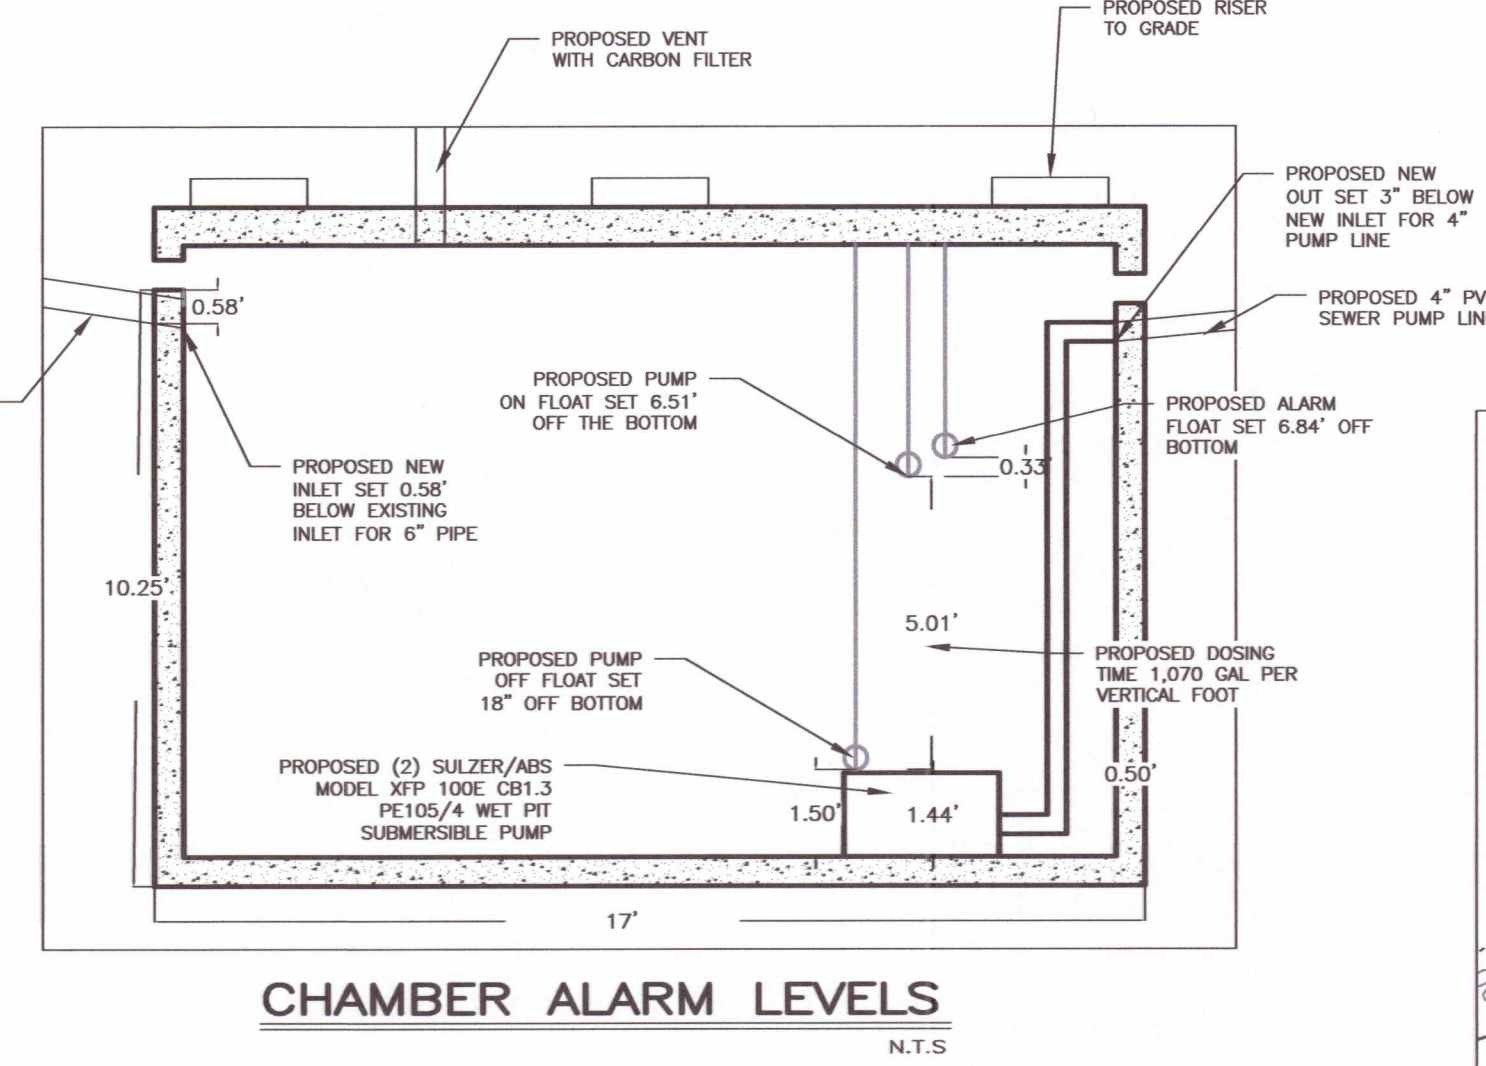 PROPOSED RISER
TO GRADE
PROPOSED VENT
WITH CARBON FILTER
PROPOSED NEW
OUT SET 3" BELOW
NEW INLET FOR 4"
PUMP LINE
0.58'
PROPOSED 4" PV
SEWER PUMP LIN
PROPOSED PUMP
ON FLOAT SET 6.51'
OFF THE BOTTOM
PROPOSED ALARM
FLOAT SET 6.84' OFF
BOTTOM
0.33'
PROPOSED NEW
INLET SET 0.58'
BELOW EXISTING
INLET FOR 6" PIPE
10.25'
5.01'
PROPOSED DOSING
TIME 1,070 GAL PER
VERTICAL FOOT
PROPOSED PUMP
OFF FLOAT SET
18" OFF BOTTOM
PROPOSED (2) SULZER/ABS
MODEL XFP 100E CB1.3
PE105/4 WET PIT
SUBMERSIBLE PUMP
1.50'
1.44'
0.50'
17'
CHAMBER ALARM LEVELS
N.T.S